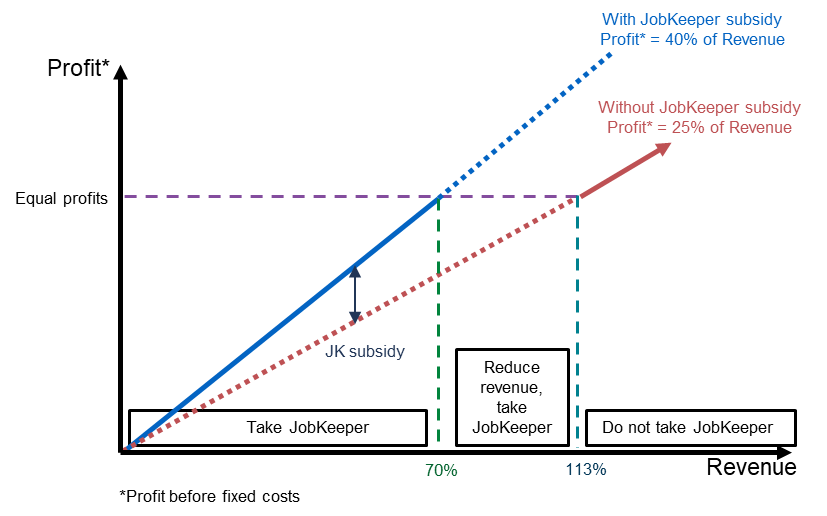 With JobKeeper subsidy
Profit* = 40% of Revenue
Profit*
Without JobKeeper subsidy
Profit* = 25% of Revenue
Equal profits
JK subsidy
Reduce
revenue,
take
JobKeeper
Take JobKeeper
Do not take JobKeeper
70%
113%
Revenue
*Profit before fixed costs